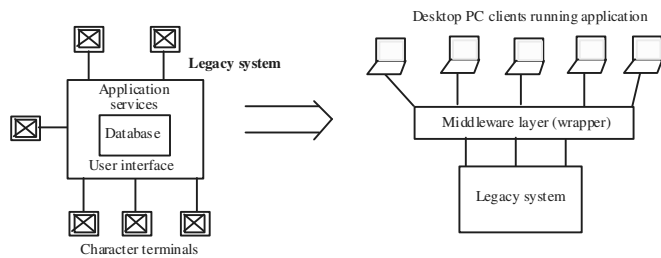 Desktop PC clients running application
Legacy system
Application
services
Database
User interface
Character terminals
Middleware layer (wrapper)
Legacy system